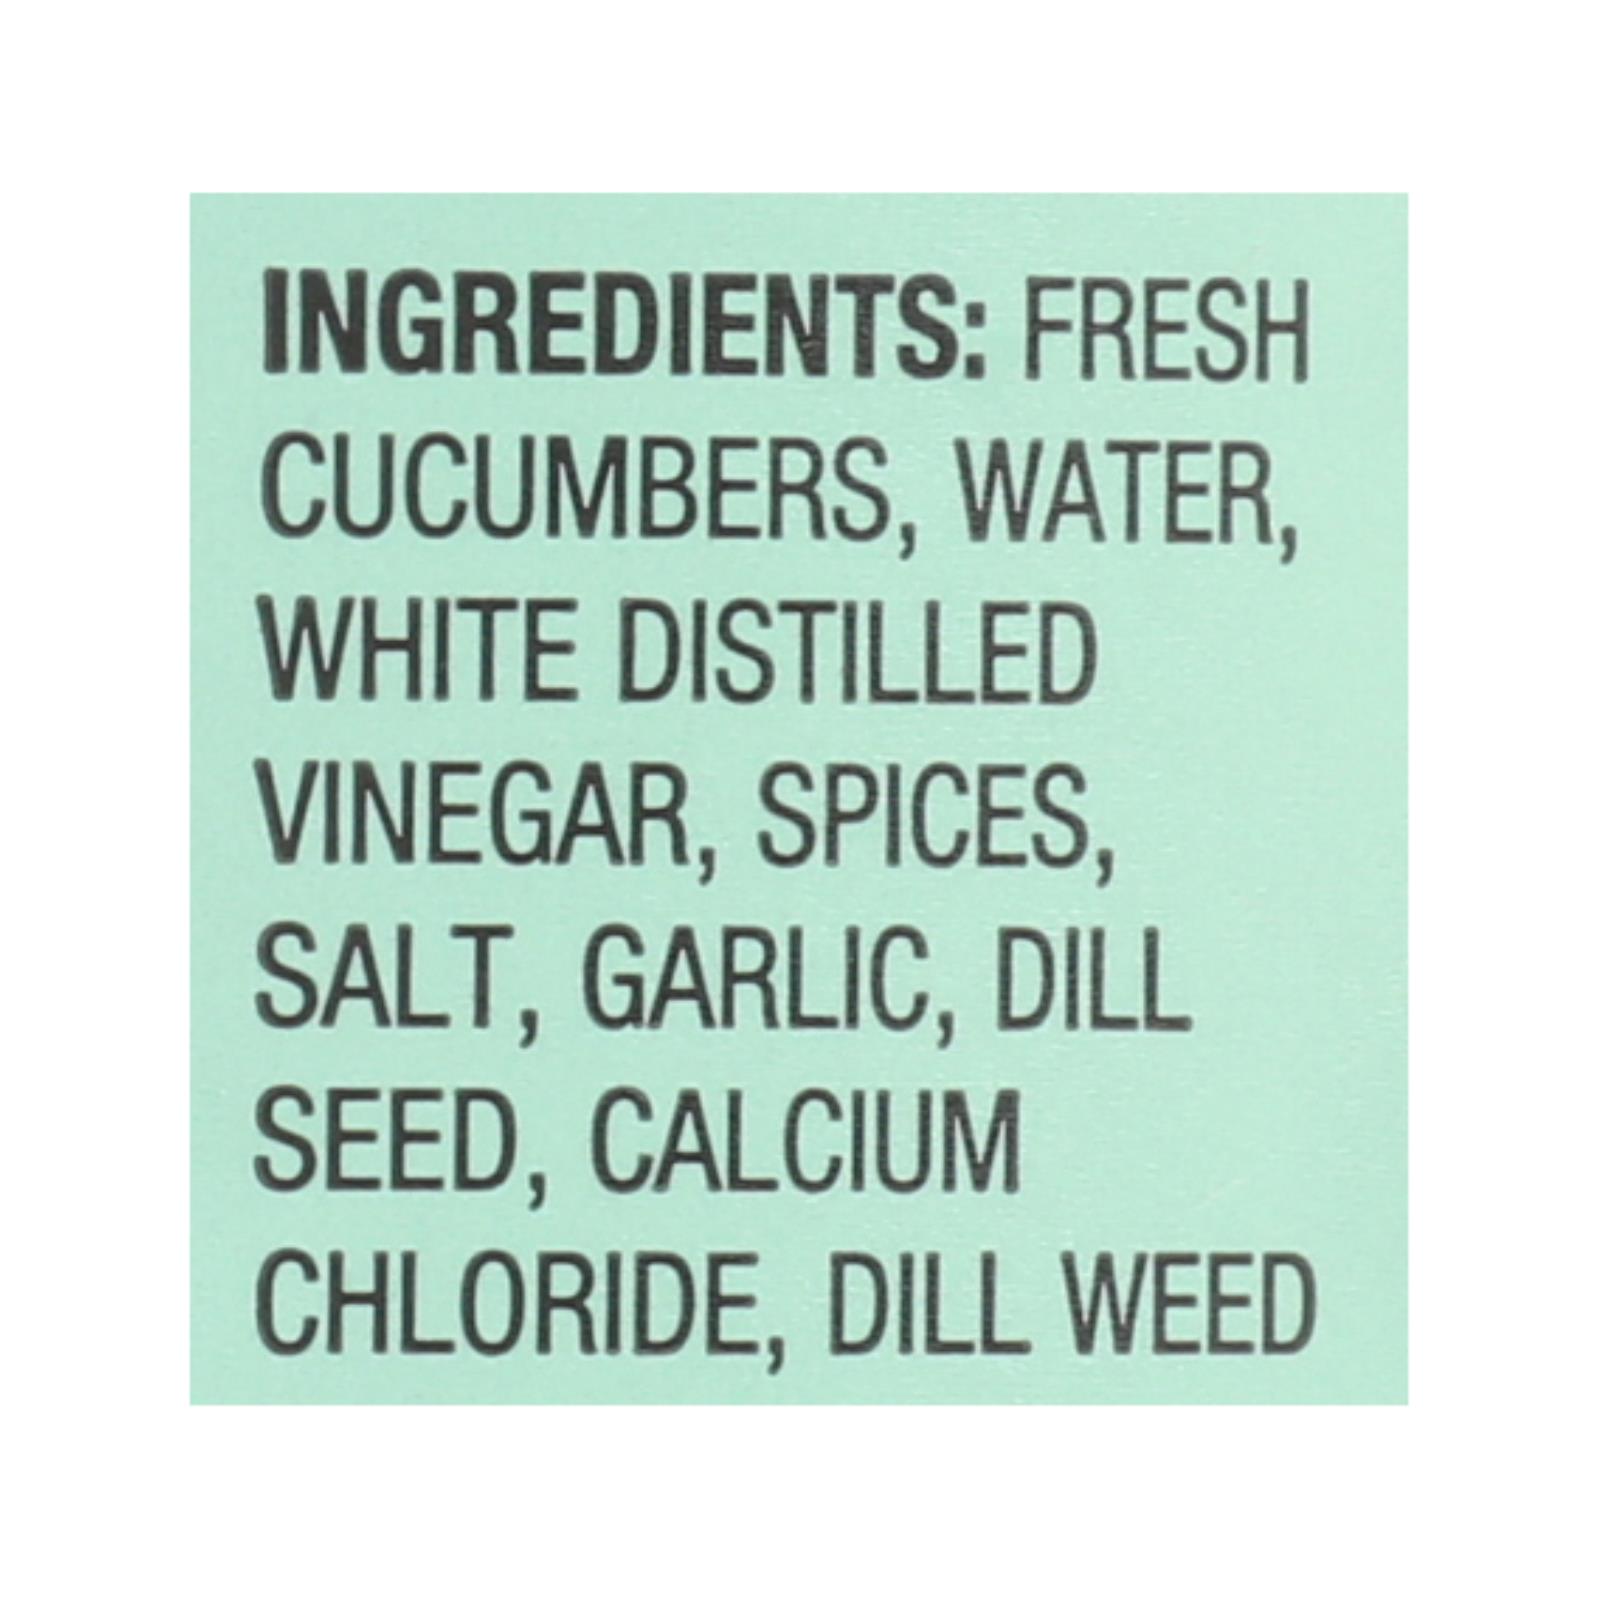 INGREDIENTS: FRESH
CUCUMBERS, WATER,
WHITE DISTILLED
VINEGAR, SPICES,
SALT, GARLIC, DILL
SEED, CALCIUM
CHLORIDE, DILL WEED